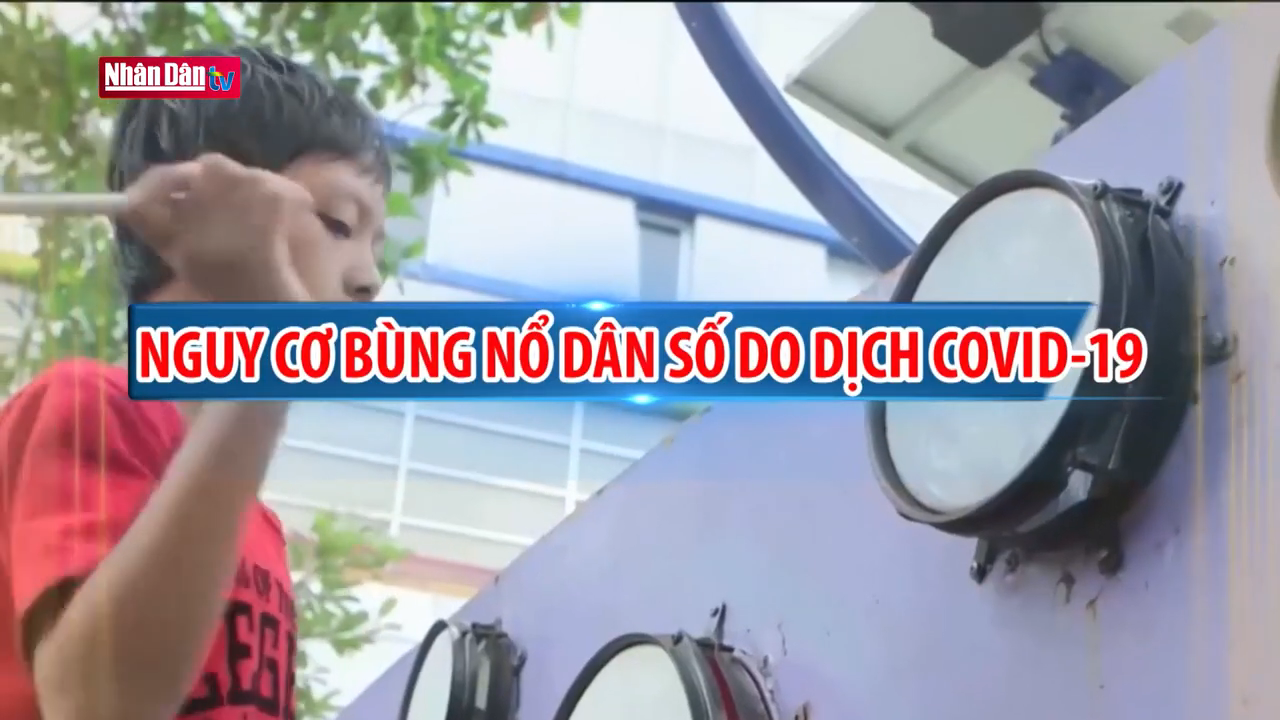 Nhân Dân tv
NGUY CƠ BÙNG NỔ DÂN SỐ DO DỊCH COVID-19